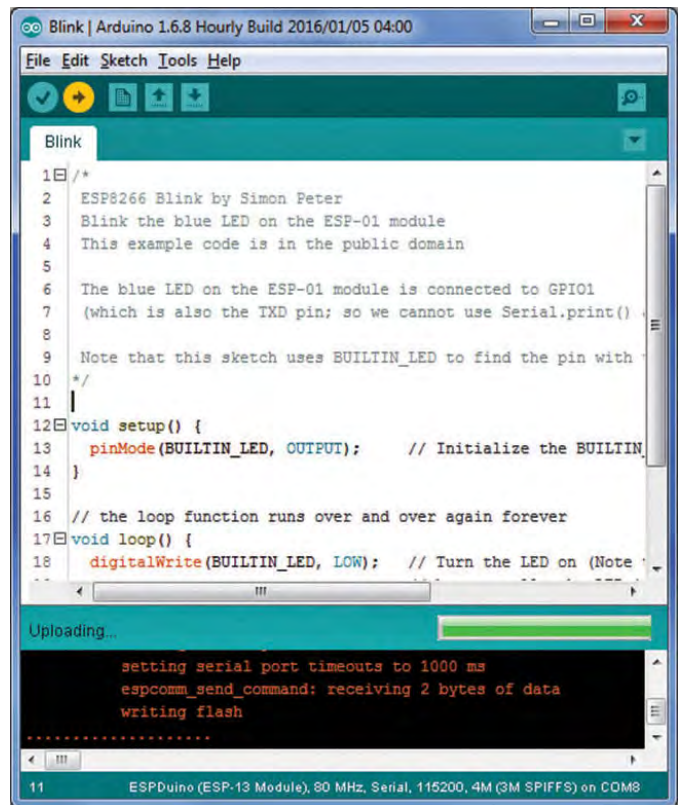 Blink | Arduino 1.6.8 Hourly Build 2016/01/05 04:00
File Edit Sketch Tools Help
Blink
1 /*
2 ESP8266 Blink by Simon Peter
3 Blink the blue LED on the ESP-01 module
4 This example code is in the public domain
5
6 The blue LED on the ESP-01 module is connected to GPIO1
7 (which is also the TXD pin; so we cannot use Serial.print()
8
9 Note that this sketch uses BUILTIN_LED to find the pin with
10 */
11
12 void setup() {
13 pinMode(BUILTIN_LED, OUTPUT); // Initialize the BUILTIN_
14 }
15
16 // the loop function runs over and over again forever
17 void loop() {
18 digitalWrite(BUILTIN_LED, LOW); // Turn the LED on (Note
Uploading...
setting serial port timeouts to 1000 ms
espcomm_send_command: receiving 2 bytes of data
writing flash
....................
11 ESPDuino (ESP-13 Module), 80 MHz, Serial, 115200, 4M (3M SPIFFS) on COM8